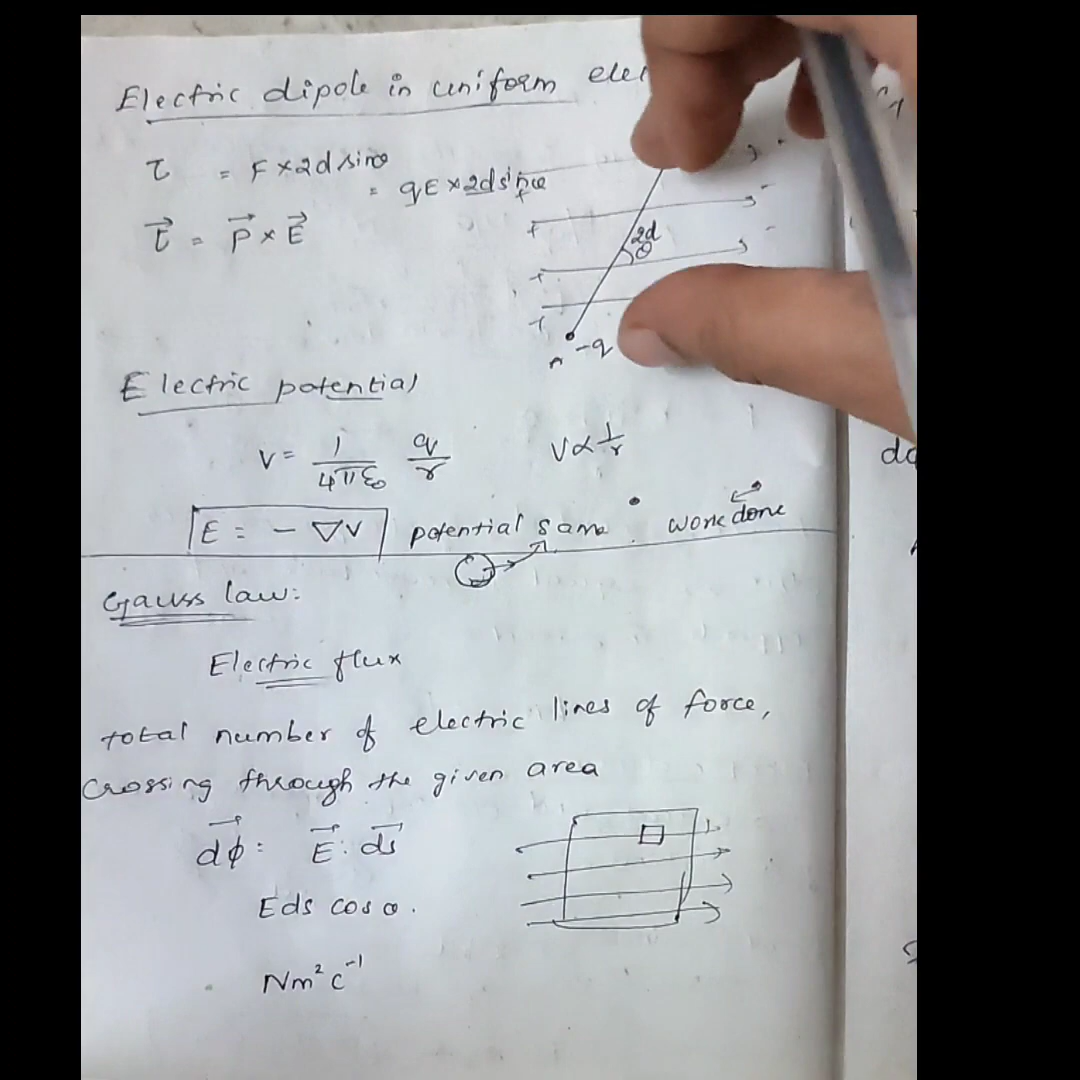 Electric dipole in uniform
τ = F × 2d sinθ
= qE × 2d sinθ
τ⃗ = P⃗ × E⃗
2d
θ
-q
Electric potential
V = 1/4πε₀ q/r V ∝ 1/r
E = - ∇V potential same work done
Gauss law:
Electric flux
total number of electric lines of force,
crossing through the given area
dϕ⃗ : E⃗ . ds⃗
Eds cos θ.
Nm² c⁻¹